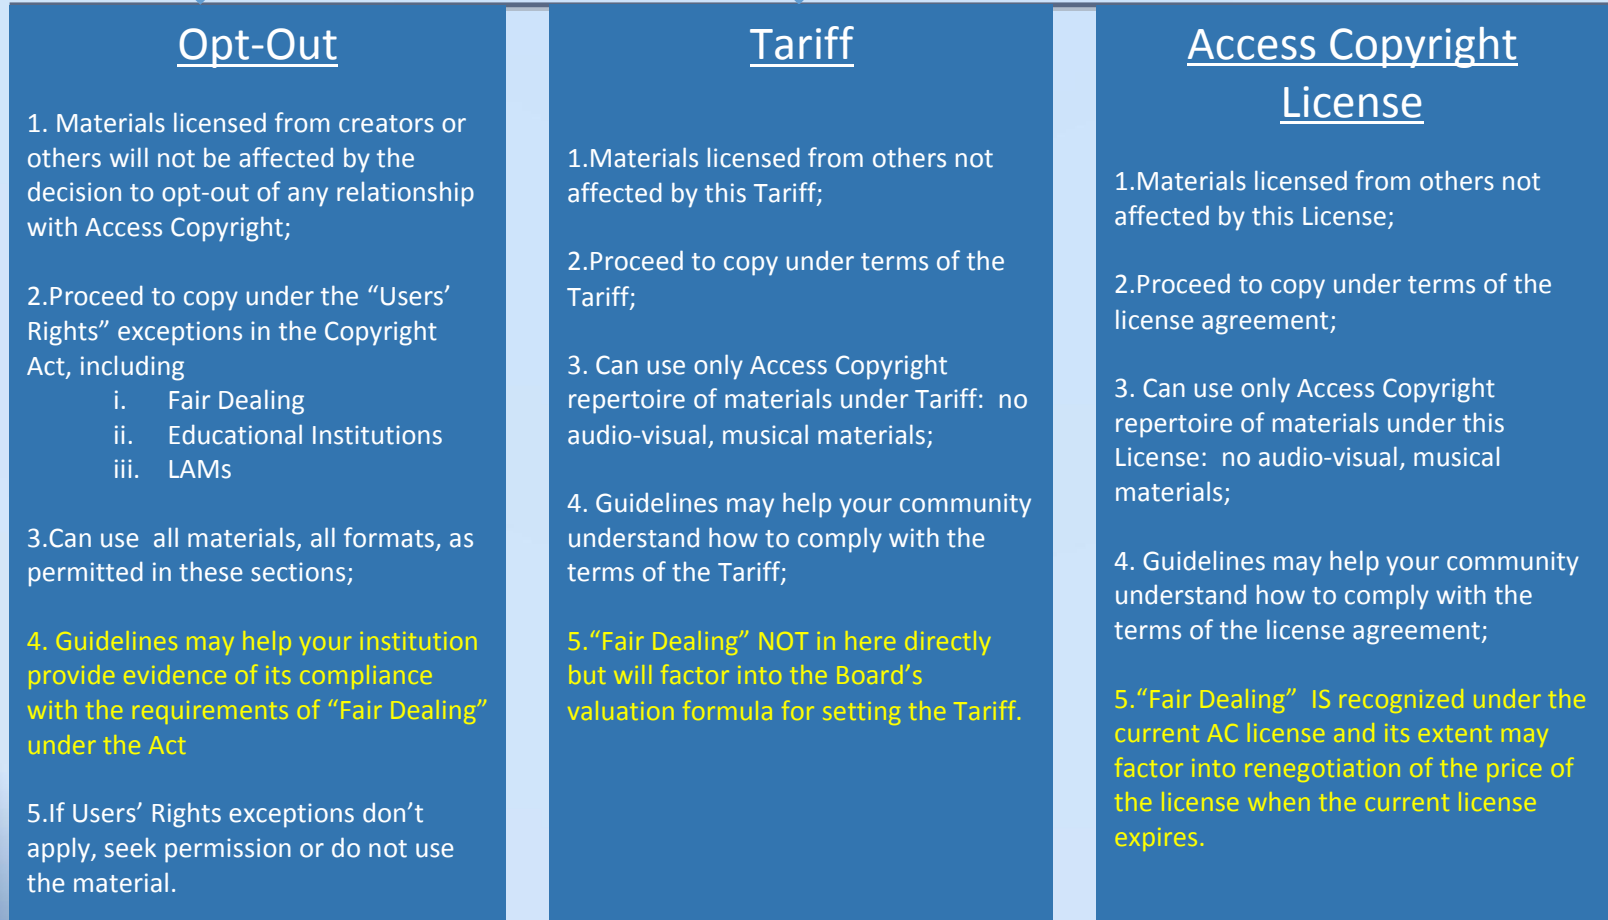 Opt-Out
1. Materials licensed from creators or
others will not be affected by the
decision to opt-out of any relationship
with Access Copyright;
2.Proceed to copy under the “Users’
Rights” exceptions in the Copyright
Act, including
i. Fair Dealing
ii. Educational Institutions
iii. LAMs
3.Can use all materials, all formats, as
permitted in these sections;
4. Guidelines may help your institution
provide evidence of its compliance
with the requirements of “Fair Dealing”
under the Act
5.If Users’ Rights exceptions don’t
apply, seek permission or do not use
the material.
Tariff
1.Materials licensed from others not
affected by this Tariff;
2.Proceed to copy under terms of the
Tariff;
3. Can use only Access Copyright
repertoire of materials under Tariff: no
audio-visual, musical materials;
4. Guidelines may help your community
understand how to comply with the
terms of the Tariff;
5.“Fair Dealing” NOT in here directly
but will factor into the Board’s
valuation formula for setting the Tariff.
Access Copyright
License
1.Materials licensed from others not
affected by this License;
2.Proceed to copy under terms of the
license agreement;
3. Can use only Access Copyright
repertoire of materials under this
License: no audio-visual, musical
materials;
4. Guidelines may help your community
understand how to comply with the
terms of the license agreement;
5.“Fair Dealing” IS recognized under the
current AC license and its extent may
factor into renegotiation of the price of
the license when the current license
expires.